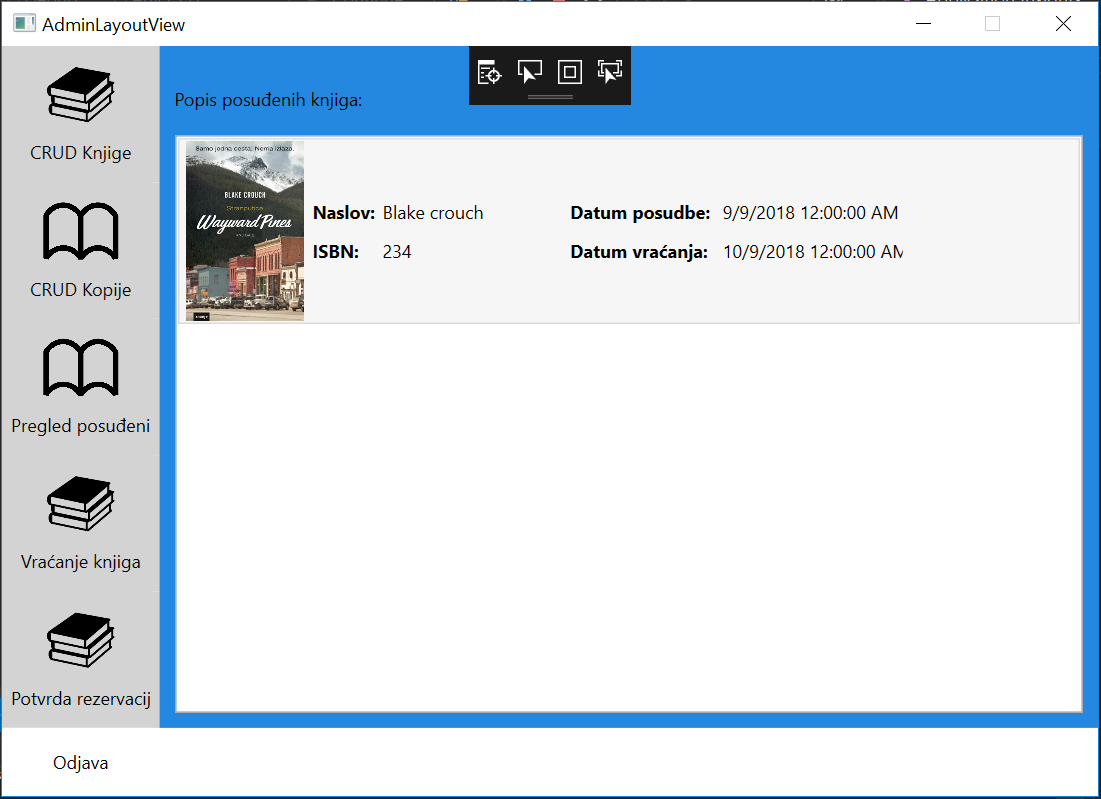 AdminLayoutView
CRUD Knjige
CRUD Kopije
Pregled posuđeni
Vraćanje knjiga
Potvrda rezervacij
Odjava
Popis posuđenih knjiga:
Samo jedna cesta. Nema izlaza.
BLAKE CROUCH
Stranputice
Wayward Pines
Naslov: Blake crouch
ISBN: 234
Datum posudbe: 9/9/2018 12:00:00 AM
Datum vraćanja: 10/9/2018 12:00:00 AM